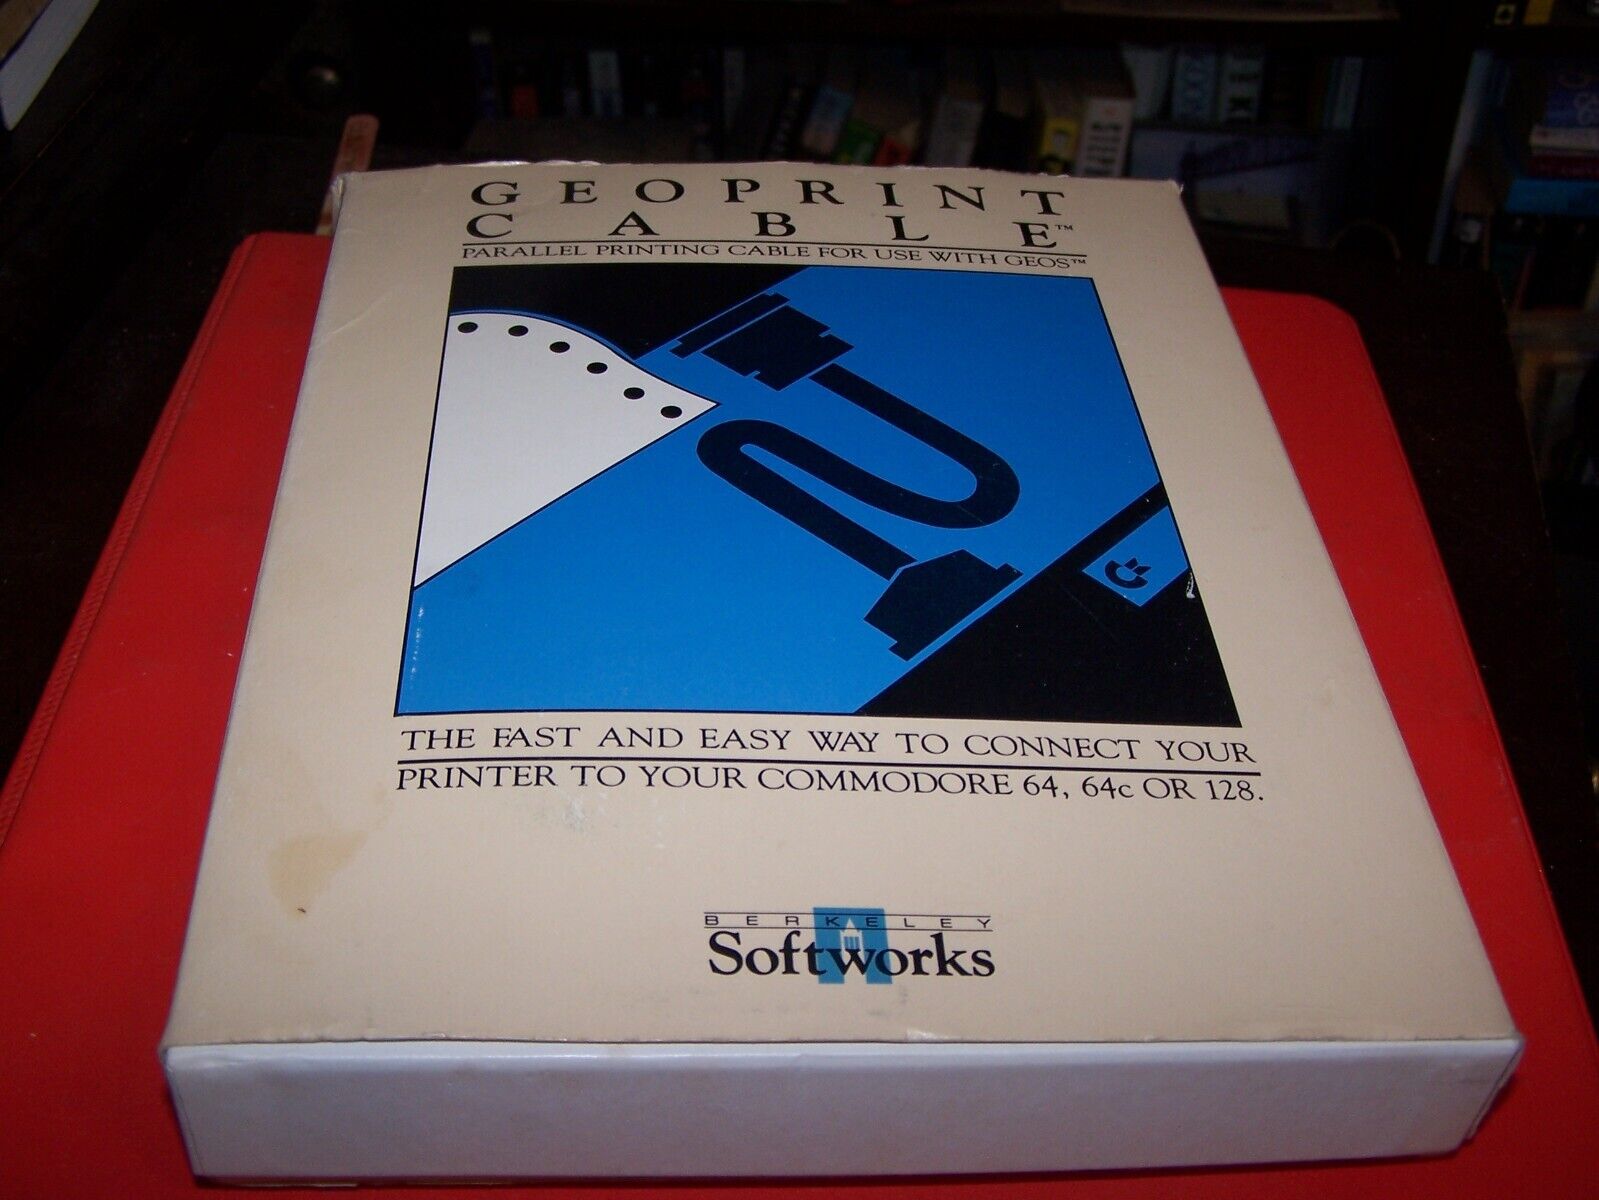 GEOPRINT
CABLE™
PARALLEL PRINTING CABLE FOR USE WITH GEOS™
THE FAST AND EASY WAY TO CONNECT YOUR
PRINTER TO YOUR COMMODORE 64, 64c OR 128.
BERKELEY
Softworks